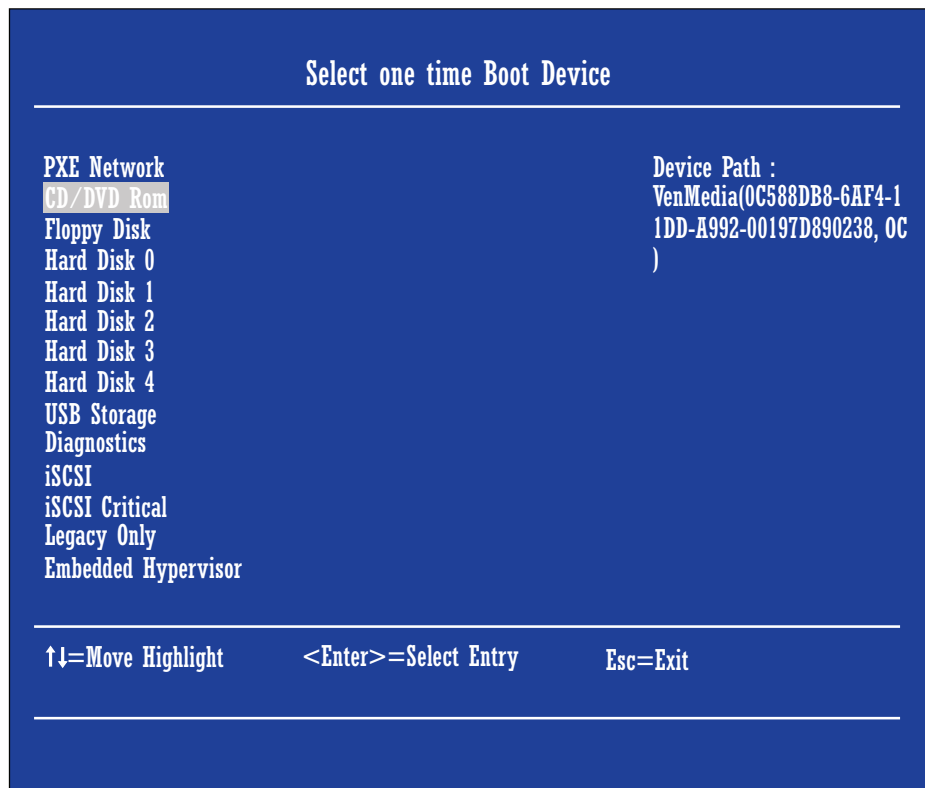 Select one time Boot Device
PXE Network
CD/DVD Rom
Floppy Disk
Hard Disk 0
Hard Disk 1
Hard Disk 2
Hard Disk 3
Hard Disk 4
USB Storage
Diagnostics
iSCSI
iSCSI Critical
Legacy Only
Embedded Hypervisor
Device Path :
VenMedia(0C588DB8-6AF4-1
1DD-A992-00197D890238, 0C
)
↑↓=Move Highlight <Enter>=Select Entry Esc=Exit